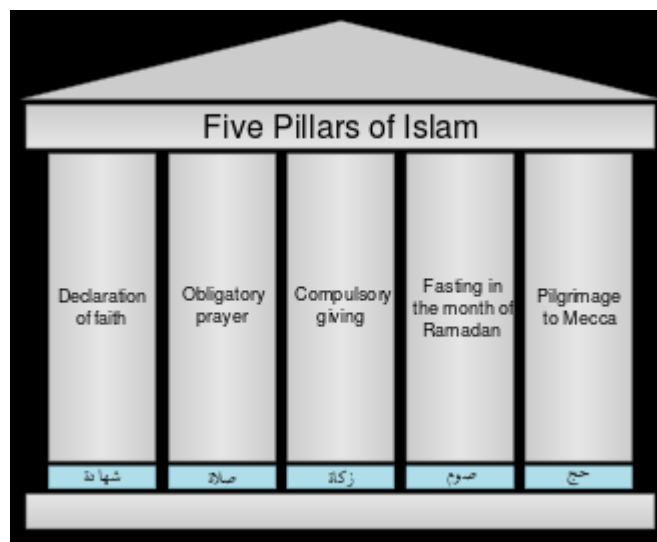 Five Pillars of Islam
Declaration
of faith
Obligatory
prayer
Compulsory
giving
Fasting in
the month of
Ramadan
Pilgrimage
to Mecca
شهادة
صلاة
زكاة
صوم
حج